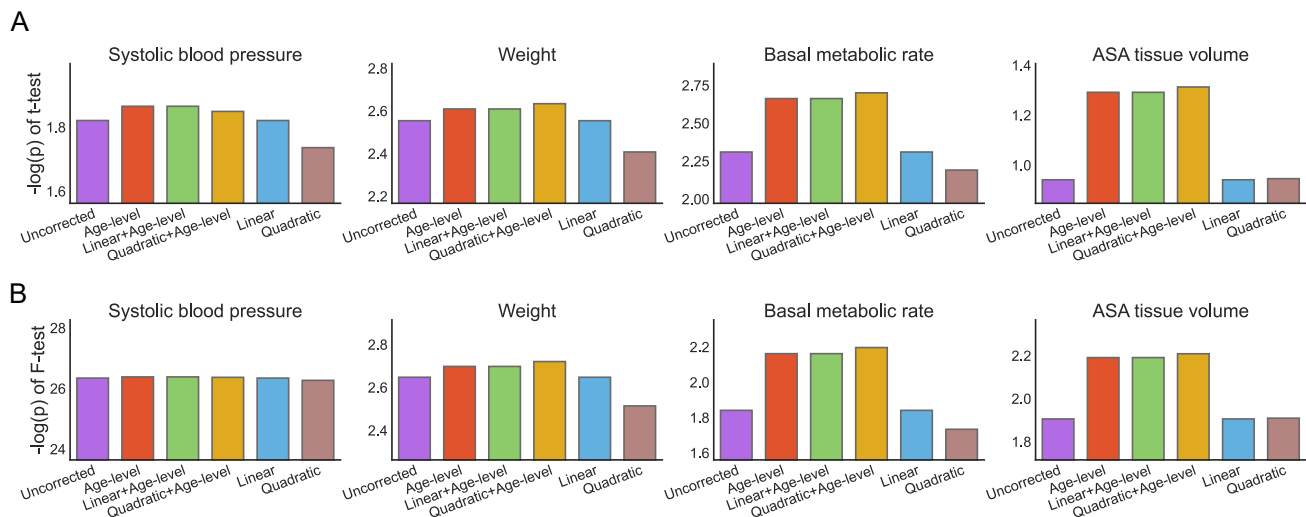 A
Systolic blood pressure
Weight
Basal metabolic rate
ASA tissue volume
-log(p) of t-test
1.8
1.6
2.8
2.6
2.4
2.2
2.75
2.50
2.25
2.00
1.4
1.2
1.0
Uncorrected
Age-level
Linear+Age-level
Quadratic+Age-level
Linear
Quadratic
Uncorrected
Age-level
Linear+Age-level
Quadratic+Age-level
Linear
Quadratic
Uncorrected
Age-level
Linear+Age-level
Quadratic+Age-level
Linear
Quadratic
Uncorrected
Age-level
Linear+Age-level
Quadratic+Age-level
Linear
Quadratic
B
Systolic blood pressure
Weight
Basal metabolic rate
ASA tissue volume
-log(p) of F-test
28
26
24
2.8
2.6
2.4
2.2
2.0
1.8
1.6
2.2
2.0
1.8
Uncorrected
Age-level
Linear+Age-level
Quadratic+Age-level
Linear
Quadratic
Uncorrected
Age-level
Linear+Age-level
Quadratic+Age-level
Linear
Quadratic
Uncorrected
Age-level
Linear+Age-level
Quadratic+Age-level
Linear
Quadratic
Uncorrected
Age-level
Linear+Age-level
Quadratic+Age-level
Linear
Quadratic